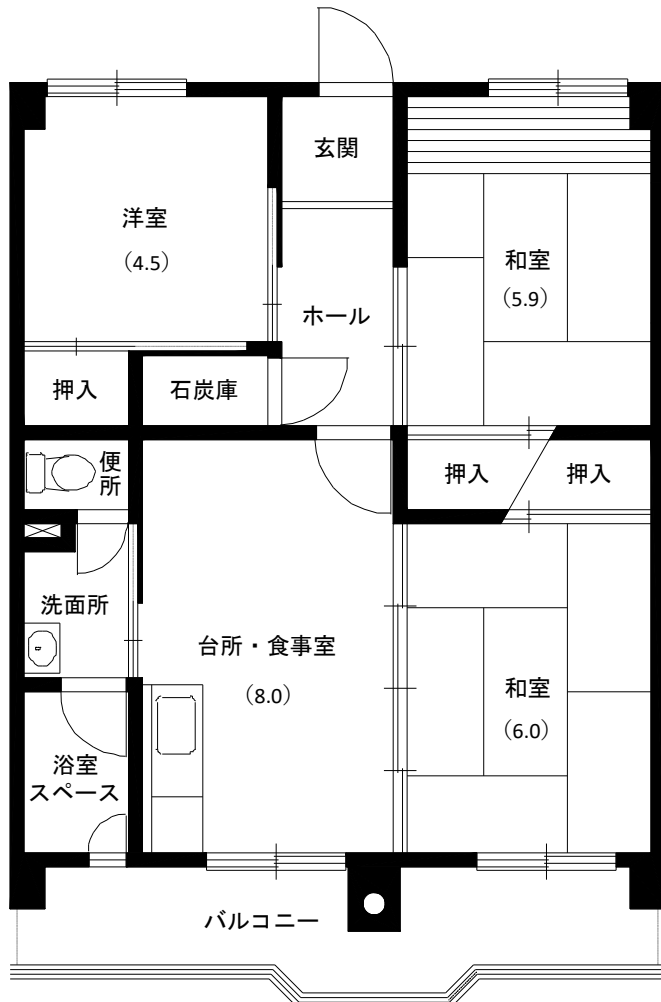 玄関
洋室
（4.5）
和室
（5.9）
ホール
押入
石炭庫
便所
押入
押入
洗面所
台所・食事室
（8.0）
和室
（6.0）
浴室
スペース
バルコニー